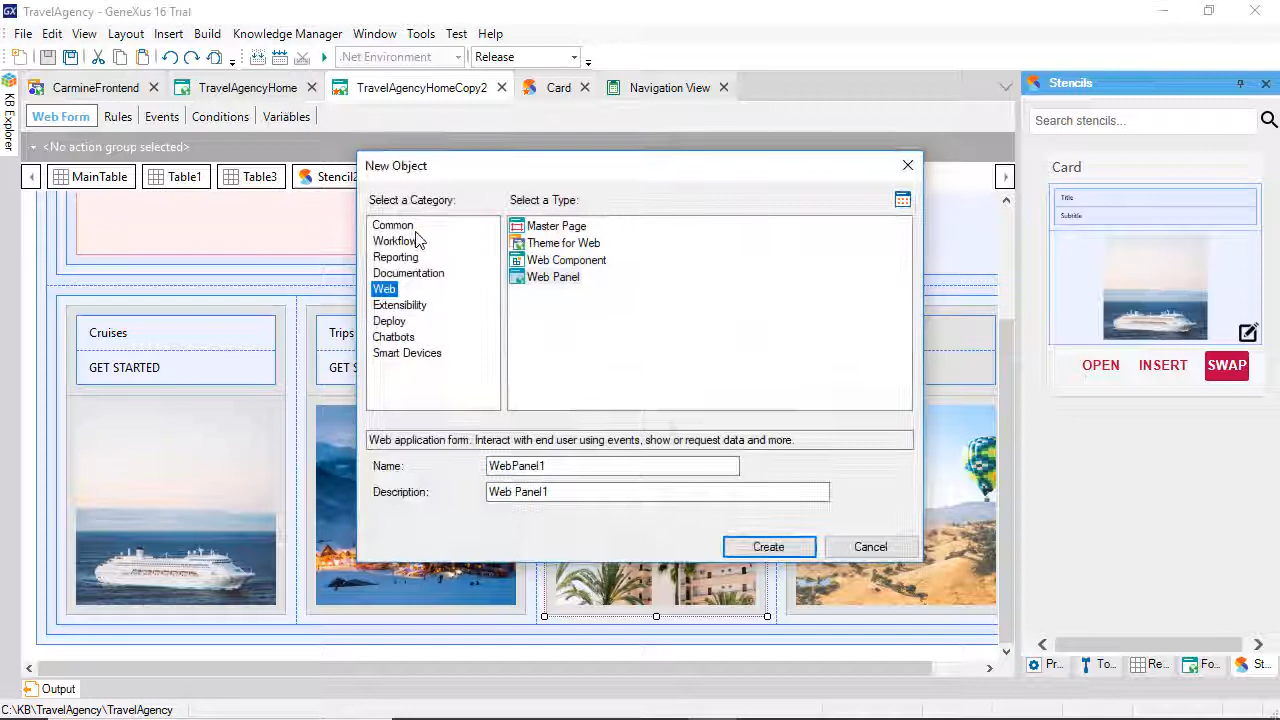 TravelAgency - GeneXus 16 Trial
File Edit View Layout Insert Build Knowledge Manager Window Tools Test Help
.Net Environment Release
CarmineFrontend TravelAgencyHome TravelAgencyHomeCopy2 Card Navigation View
Stencils
KB Explorer
Web Form Rules Events Conditions Variables
Search stencils...
<No action group selected>
MainTable Table1 Table3
New Object
Select a Category: Select a Type:
Common
Workflow
Reporting
Documentation
Web
Extensibility
Deploy
Chatbots
Smart Devices
Master Page
Theme for Web
Web Component
Web Panel
Web application form. Interact with end user using events, show or request data and more.
Name: WebPanel1
Description: Web Panel1
Create Cancel
Cruises
GET STARTED
Trips
Card
Title
Subtitle
OPEN INSERT SWAP
Pr... To... Re... Fo... St...
Output
C:\KB\TravelAgency\TravelAgency